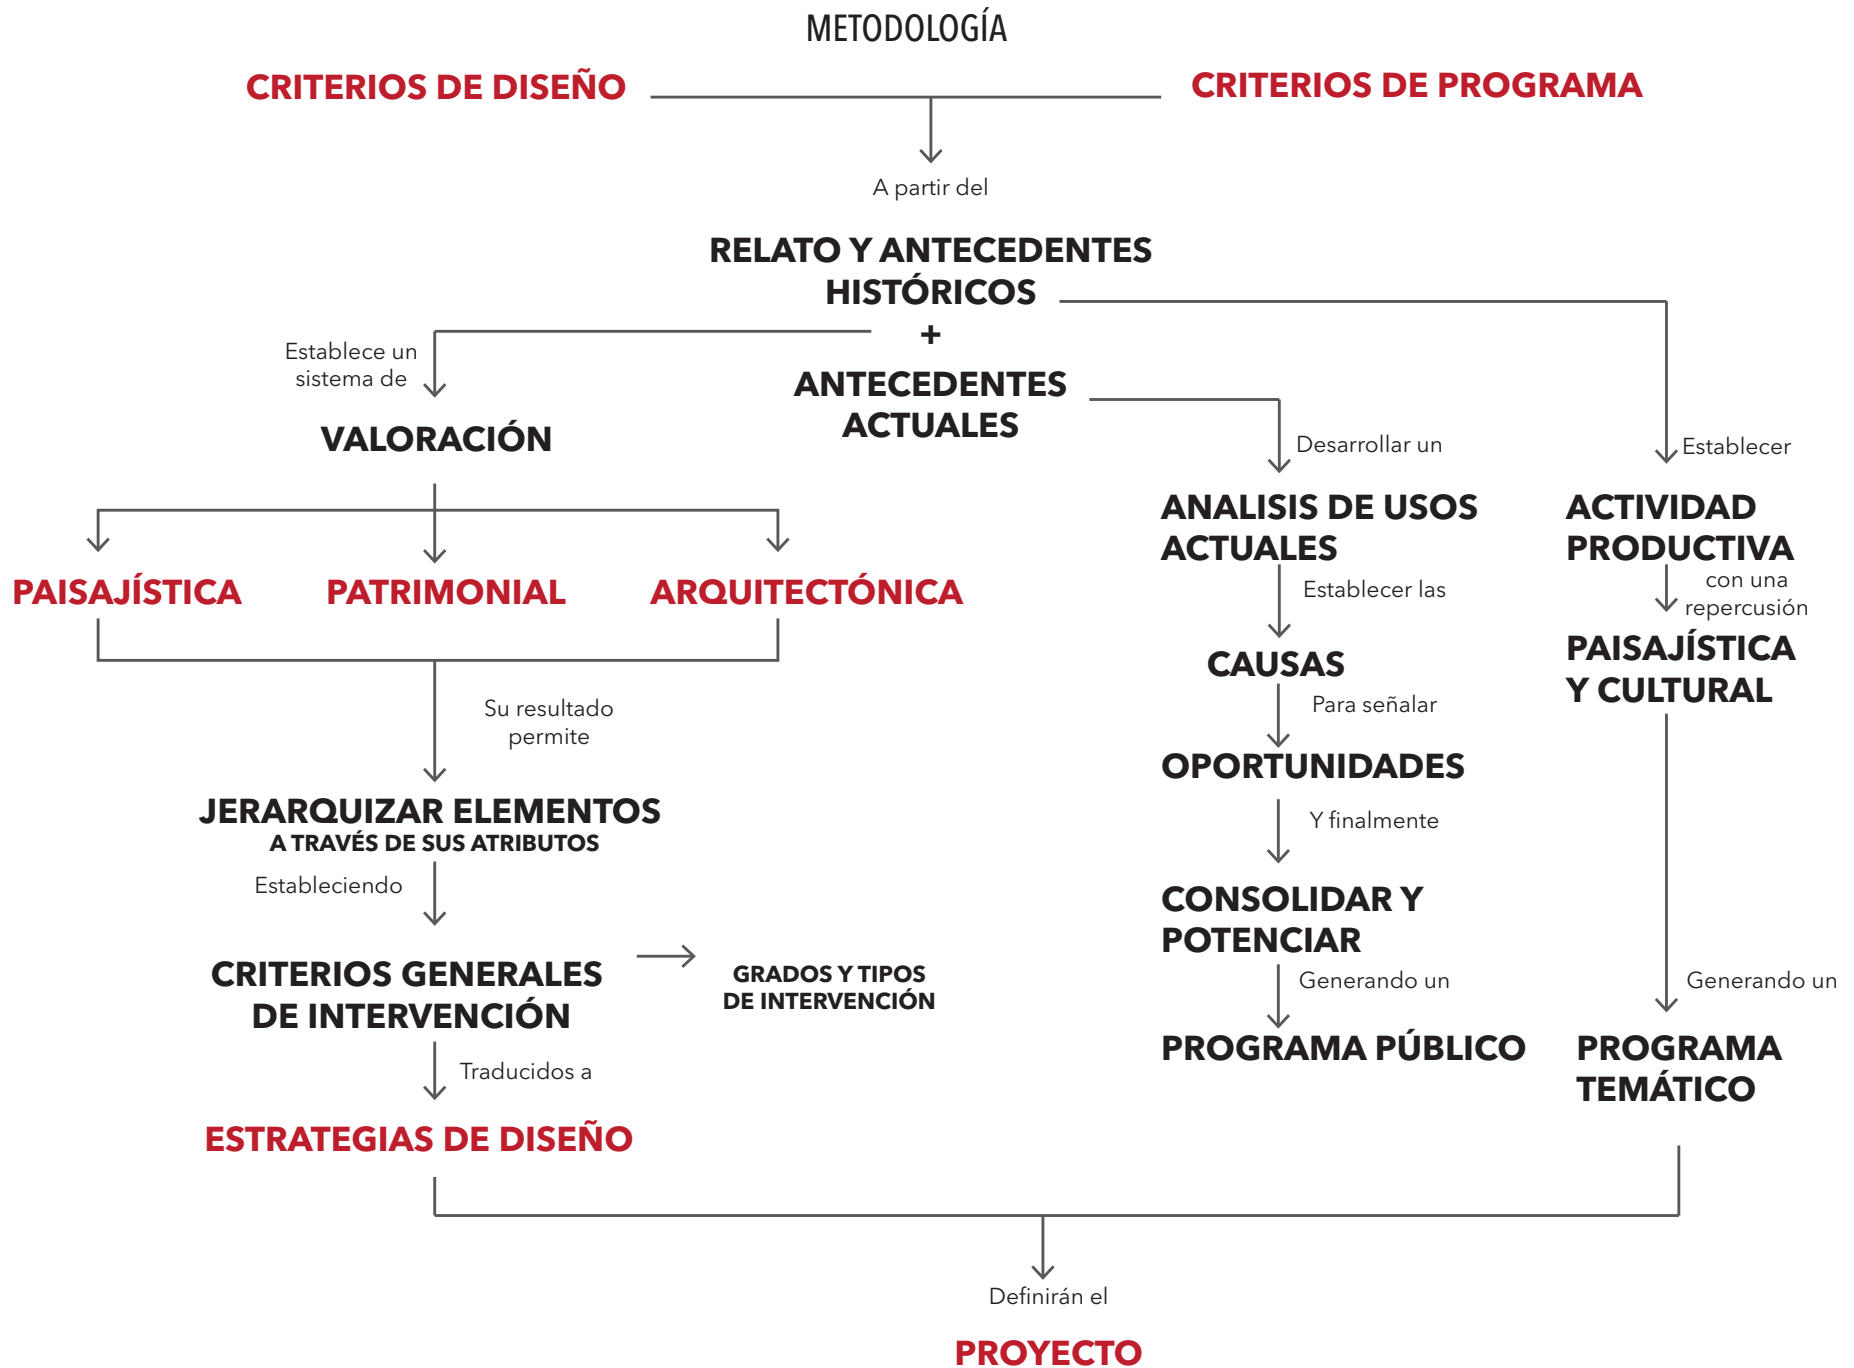 METODOLOGÍA
CRITERIOS DE DISEÑO
CRITERIOS DE PROGRAMA
A partir del
RELATO Y ANTECEDENTES
HISTÓRICOS
+
ANTECEDENTES
ACTUALES
Establece un
sistema de
VALORACIÓN
PAISAJÍSTICA
PATRIMONIAL
ARQUITECTÓNICA
Su resultado
permite
JERARQUIZAR ELEMENTOS
A TRAVÉS DE SUS ATRIBUTOS
Estableciendo
CRITERIOS GENERALES
DE INTERVENCIÓN
GRADOS Y TIPOS
DE INTERVENCIÓN
Traducidos a
ESTRATEGIAS DE DISEÑO
Desarrollar un
ANALISIS DE USOS
ACTUALES
Establecer las
CAUSAS
Para señalar
OPORTUNIDADES
Y finalmente
CONSOLIDAR Y
POTENCIAR
Generando un
PROGRAMA PÚBLICO
Establecer
ACTIVIDAD
PRODUCTIVA
con una
repercusión
PAISAJÍSTICA
Y CULTURAL
Generando un
PROGRAMA
TEMÁTICO
Definirán el
PROYECTO